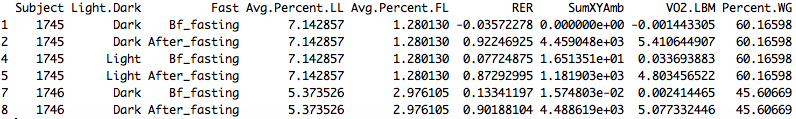 Subject Light.Dark Fast Avg.Percent.LL Avg.Percent.FL RER SumXYAmb VOZ.LBM Percent.WG
1 1745 Dark Bf_fasting 7.142857 1.280130 -0.03572278 0.000000e+00 -0.001443305 60.16598
2 1745 Dark After_fasting 7.142857 1.280130 0.92246925 4.459048e+03 5.410644907 60.16598
4 1745 Light Bf_fasting 7.142857 1.280130 0.07724875 1.651351e+01 0.033693883 60.16598
5 1745 Light After_fasting 7.142857 1.280130 0.87292995 1.181903e+03 4.803456522 60.16598
7 1746 Dark Bf_fasting 5.373526 2.976105 0.13341197 1.574803e-02 0.002414465 45.60669
8 1746 Dark After_fasting 5.373526 2.976105 0.90188104 4.488619e+03 5.077332446 45.60669